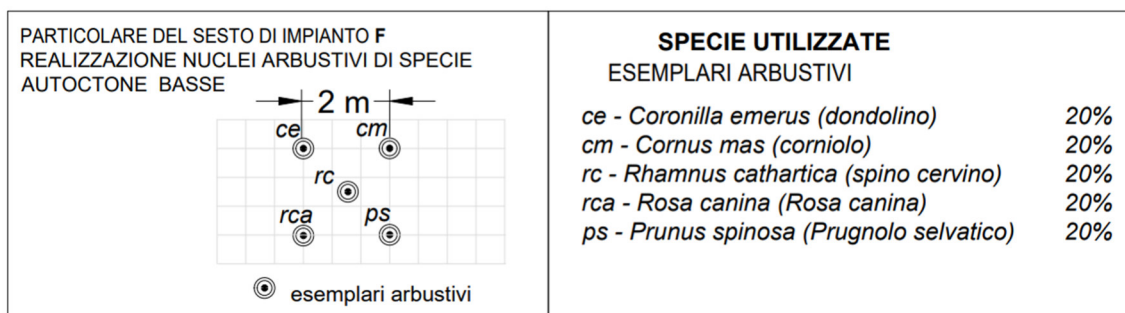 PARTICOLARE DEL SESTO DI IMPIANTO F
REALIZZAZIONE NUCLEI ARBUSTIVI DI SPECIE
AUTOCTONE BASSE
2 m
ce cm
rc
rca ps
esemplari arbustivi
SPECIE UTILIZZATE
ESEMPLARI ARBUSTIVI
ce - Coronilla emerus (dondolino) 20%
cm - Cornus mas (corniolo) 20%
rc - Rhamnus cathartica (spino cervino) 20%
rca - Rosa canina (Rosa canina) 20%
ps - Prunus spinosa (Prugnolo selvatico) 20%